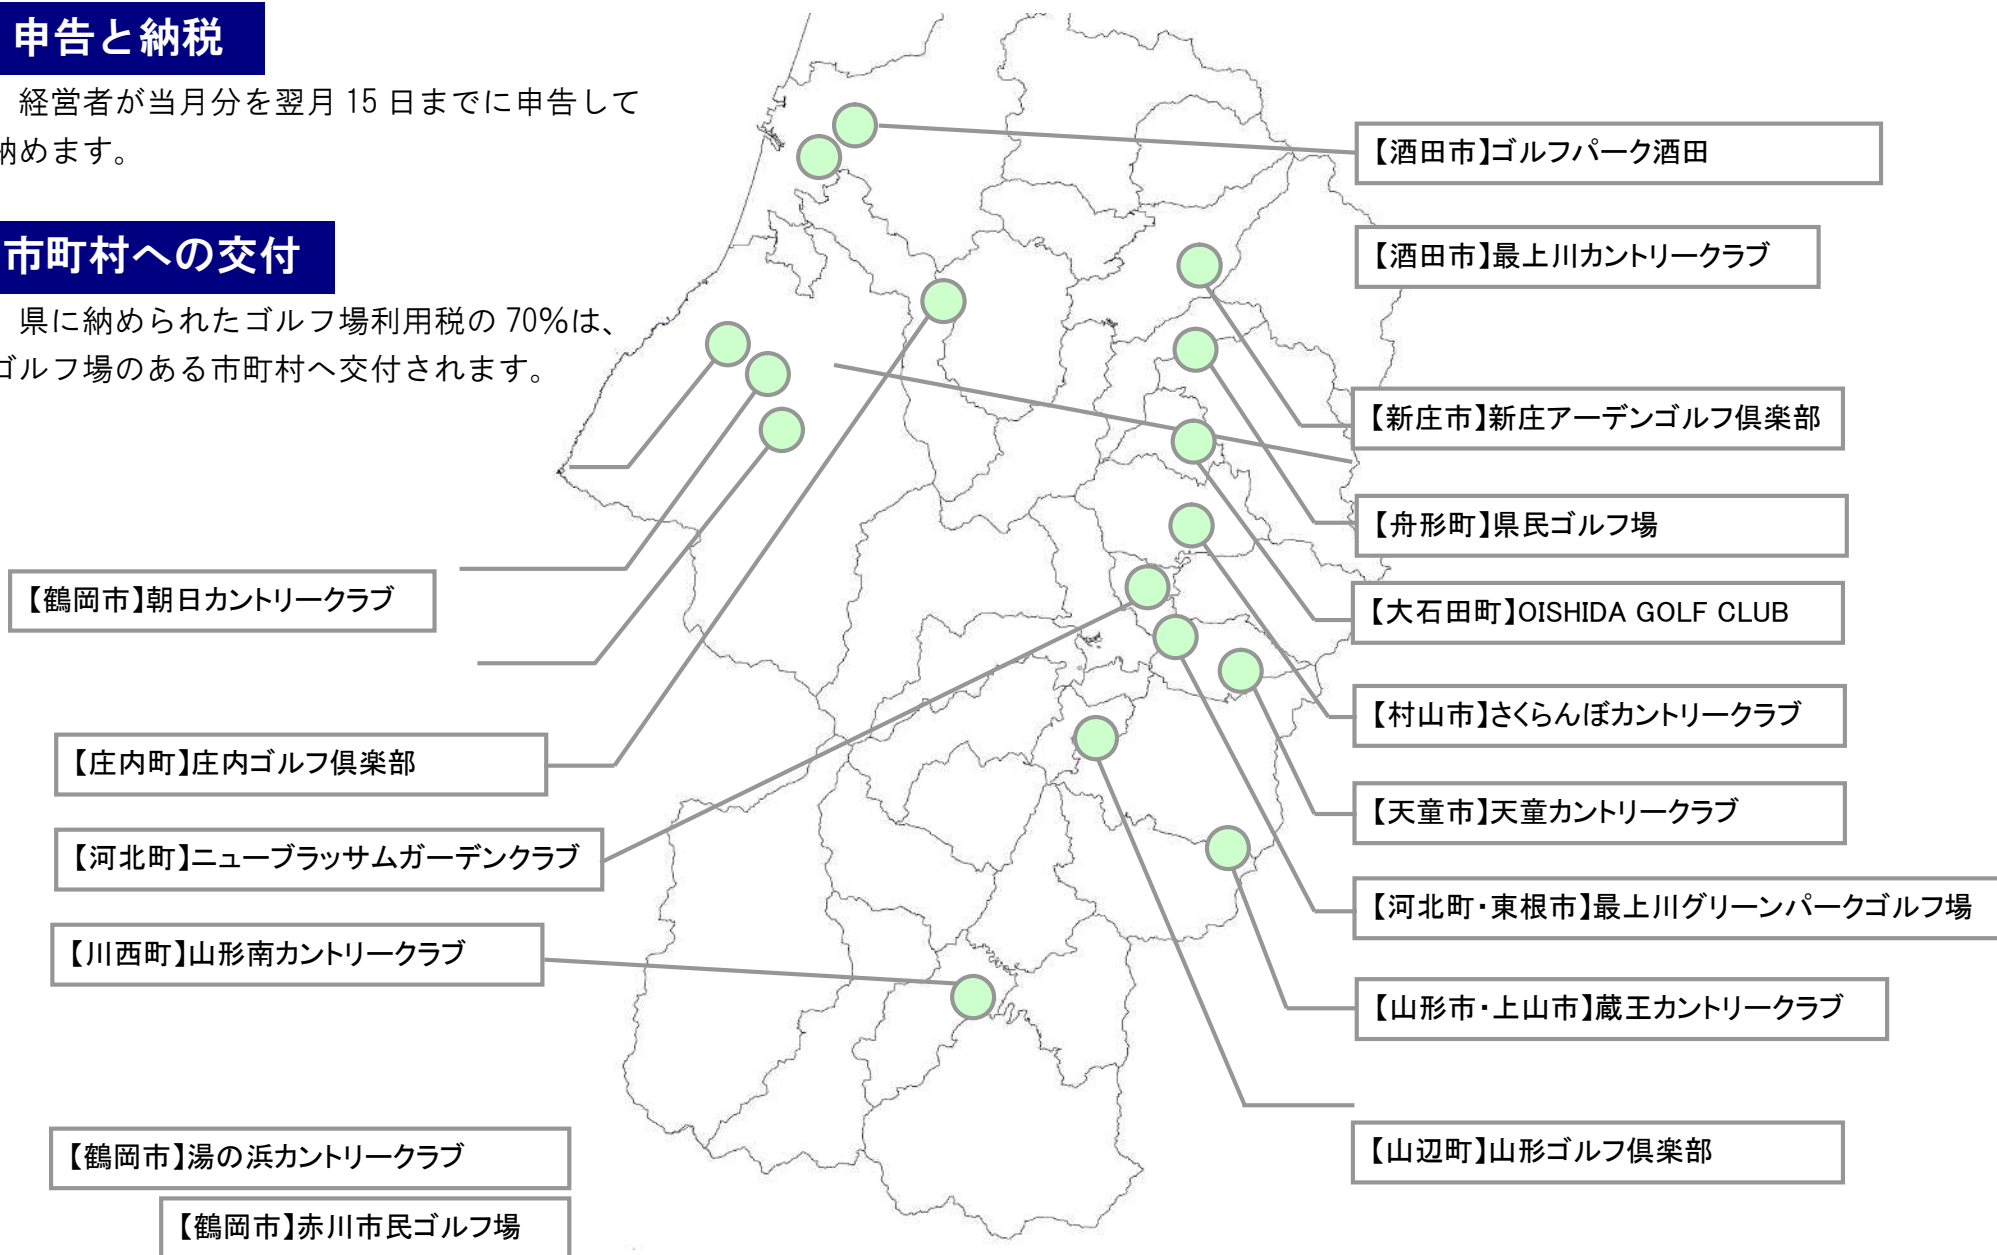 申告と納税
経営者が当月分を翌月 15 日までに申告して
納めます。
市町村への交付
県に納められたゴルフ場利用税の 70%は、
ゴルフ場のある市町村へ交付されます。
【酒田市】ゴルフパーク酒田
【酒田市】最上川カントリークラブ
【新庄市】新庄アーデンゴルフ倶楽部
【舟形町】県民ゴルフ場
【大石田町】OISHIDA GOLF CLUB
【村山市】さくらんぼカントリークラブ
【天童市】天童カントリークラブ
【河北町・東根市】最上川グリーンパークゴルフ場
【山形市・上山市】蔵王カントリークラブ
【山辺町】山形ゴルフ倶楽部
【鶴岡市】朝日カントリークラブ
【庄内町】庄内ゴルフ倶楽部
【河北町】ニューブラッサムガーデンクラブ
【川西町】山形南カントリークラブ
【鶴岡市】湯の浜カントリークラブ
【鶴岡市】赤川市民ゴルフ場